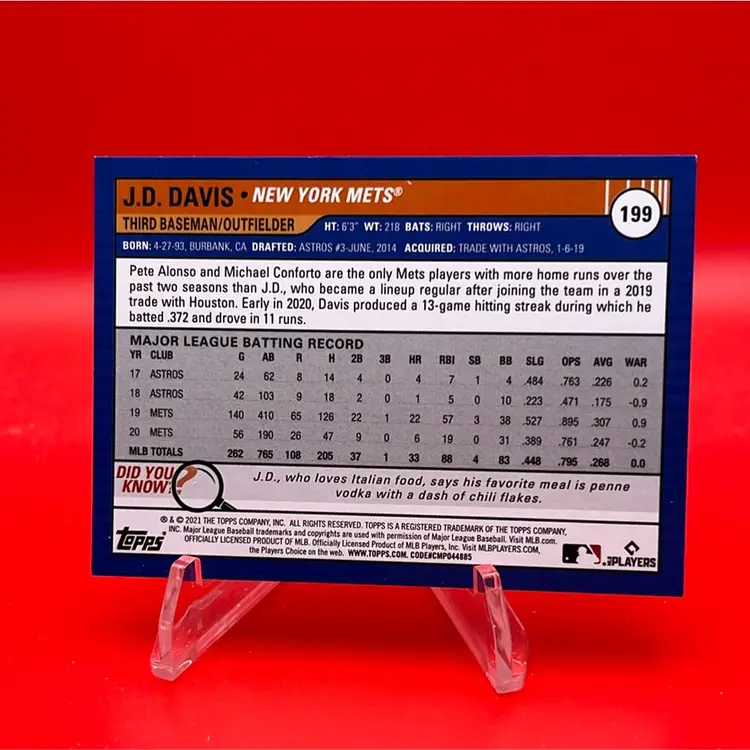 J.D. DAVIS • NEW YORK METS®
199
THIRD BASEMAN/OUTFIELDER HT: 6'3" WT: 218 BATS: RIGHT THROWS: RIGHT
BORN: 4-27-93, BURBANK, CA DRAFTED: ASTROS #3-JUNE, 2014 ACQUIRED: TRADE WITH ASTROS, 1-6-19
Pete Alonso and Michael Conforto are the only Mets players with more home runs over the
past two seasons than J.D., who became a lineup regular after joining the team in a 2019
trade with Houston. Early in 2020, Davis produced a 13-game hitting streak during which he
batted .372 and drove in 11 runs.
MAJOR LEAGUE BATTING RECORD
YR CLUB G AB R H 2B 3B HR RBI SB BB SLG OPS AVG WAR
17 ASTROS 24 62 8 14 4 0 4 7 1 4 .484 .763 .226 0.2
18 ASTROS 42 103 9 18 2 0 1 5 0 10 .223 .471 .175 -0.9
19 METS 140 410 65 126 22 1 22 57 3 38 .527 .895 .307 0.9
20 METS 56 190 26 47 9 0 6 19 0 31 .389 .761 .247 -0.2
MLB TOTALS 262 765 108 205 37 1 33 88 4 83 .448 .795 .268 0.0
DID YOU
KNOW?
J.D., who loves Italian food, says his favorite meal is penne
vodka with a dash of chili flakes.
® & © 2021 THE TOPPS COMPANY, INC. ALL RIGHTS RESERVED. TOPPS IS A REGISTERED TRADEMARK OF THE TOPPS COMPANY,
INC. Major League Baseball trademarks and copyrights are used with permission of Major League Baseball. Visit MLB.com.
OFFICIALLY LICENSED PRODUCT OF MLB. Officially Licensed Product of MLB Players, Inc. Visit MLBPLAYERS.COM,
the Players Choice on the web. WWW.TOPPS.COM. CODE#CMP044885
Topps
MLBPLAYERS